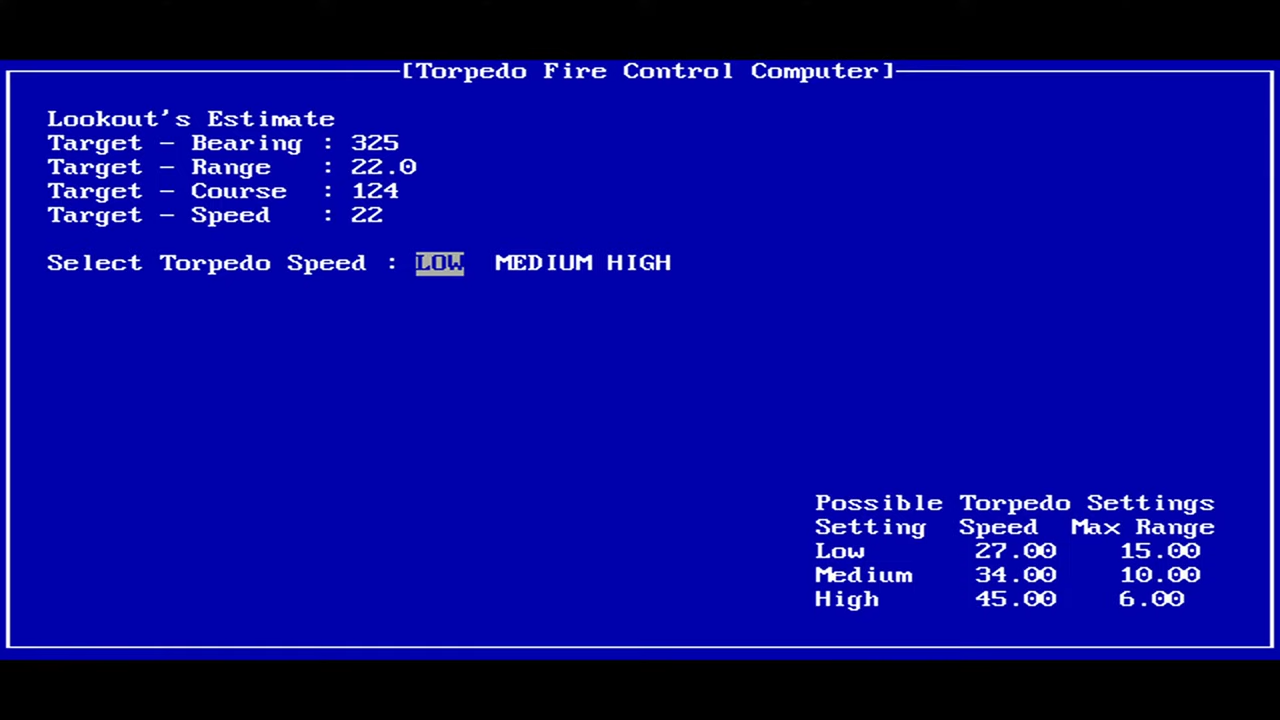 [Torpedo Fire Control Computer]
Lookout's Estimate
Target - Bearing : 325
Target - Range : 22.0
Target - Course : 124
Target - Speed : 22
Select Torpedo Speed : LOW MEDIUM HIGH
Possible Torpedo Settings
Setting Speed Max Range
Low 27.00 15.00
Medium 34.00 10.00
High 45.00 6.00